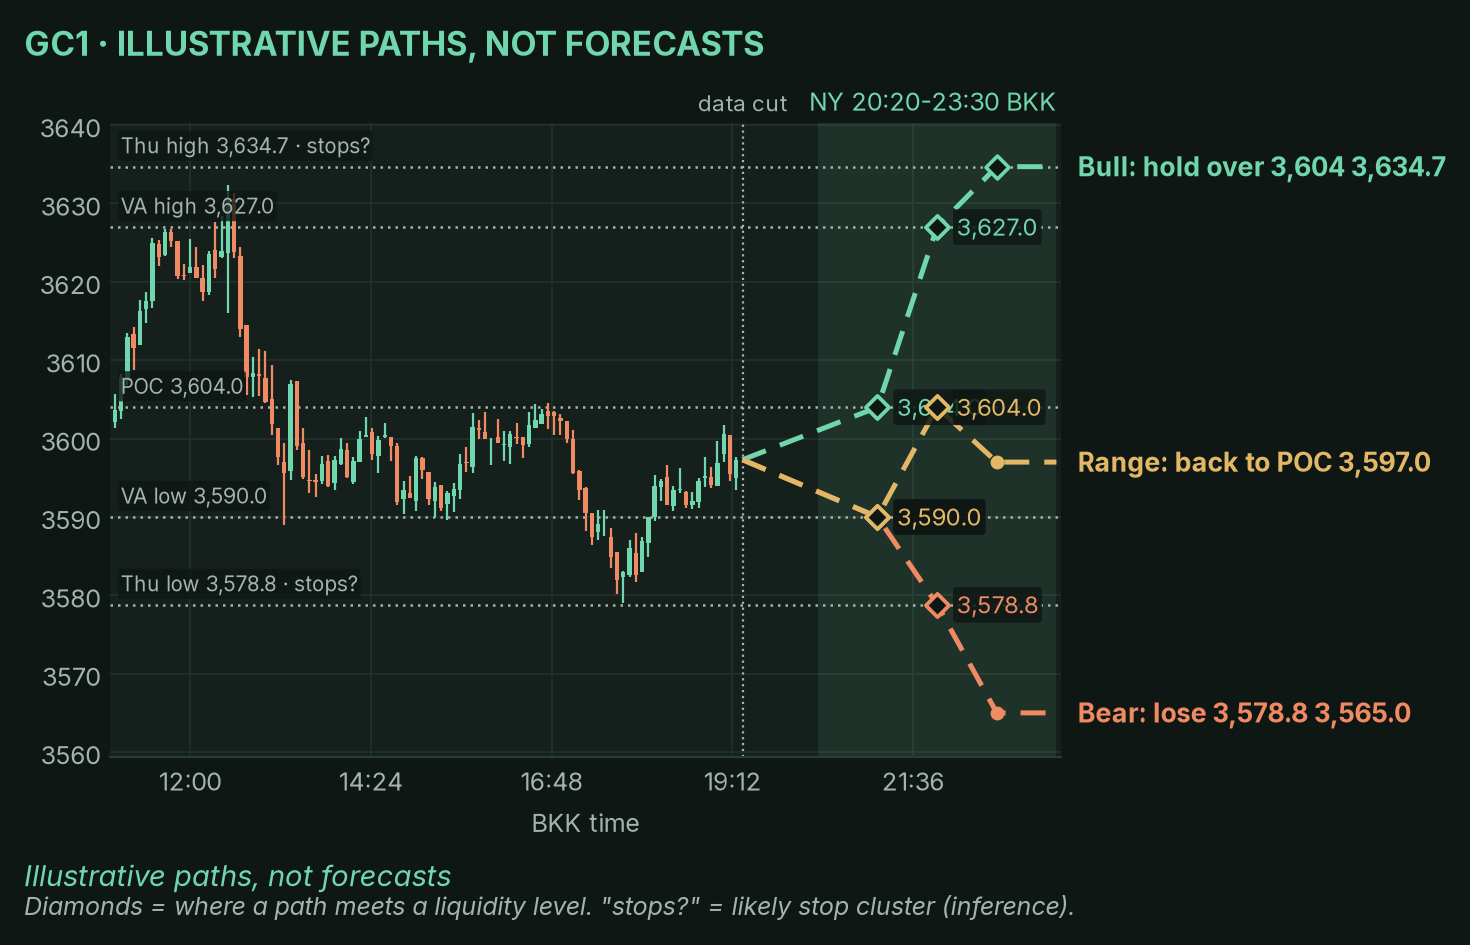 GC1 · ILLUSTRATIVE PATHS, NOT FORECASTS
data cut
NY 20:20-23:30 BKK
3640
Thu high 3,634.7 · stops?
Bull: hold over 3,604 3,634.7
3630
VA high 3,627.0
3,627.0
3620
3610
POC 3,604.0
3,604.0
3600
Range: back to POC 3,597.0
VA low 3,590.0
3590
3,590.0
Thu low 3,578.8 · stops?
3580
3,578.8
3570
Bear: lose 3,578.8 3,565.0
3560
12:00
14:24
16:48
19:12
21:36
BKK time
Illustrative paths, not forecasts
Diamonds = where a path meets a liquidity level. "stops?" = likely stop cluster (inference).